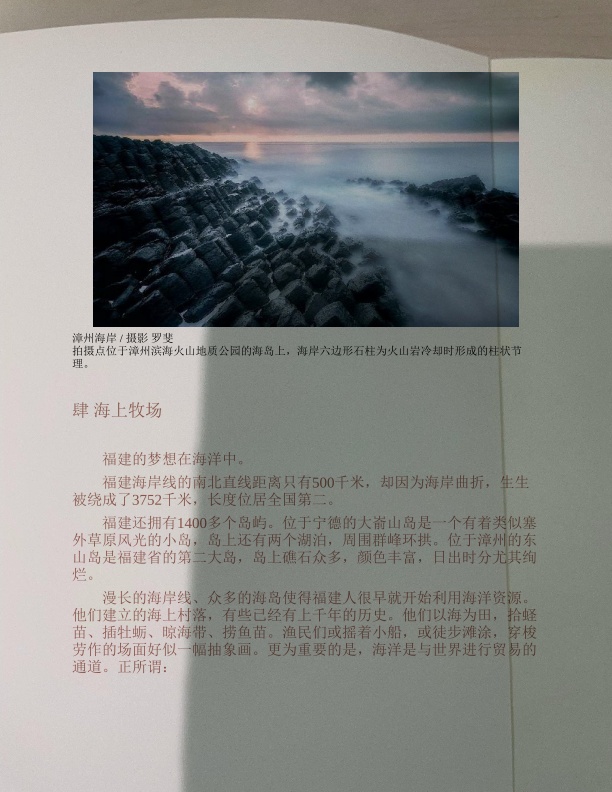 漳州海岸 / 摄影 罗斐
拍摄点位于漳州滨海火山地质公园的海岛上，海岸六边形石柱为火山岩冷却时形成的柱状节
理。
肆 海上牧场
福建的梦想在海洋中。
福建海岸线的南北直线距离只有500千米，却因为海岸曲折，生生
被绕成了3752千米，长度位居全国第二。
福建还拥有1400多个岛屿。位于宁德的大嵛山岛是一个有着类似塞
外草原风光的小岛，岛上还有两个湖泊，周围群峰环拱。位于漳州的东
山岛是福建省的第二大岛，岛上礁石众多，颜色丰富，日出时分尤其绚
烂。
漫长的海岸线、众多的海岛使得福建人很早就开始利用海洋资源。
他们建立的海上村落，有些已经有上千年的历史。他们以海为田，拾蛏
苗、插牡蛎、晾海带、捞鱼苗。渔民们或摇着小船，或徒步滩涂，穿梭
劳作的场面好似一幅抽象画。更为重要的是，海洋是与世界进行贸易的
通道。正所谓：